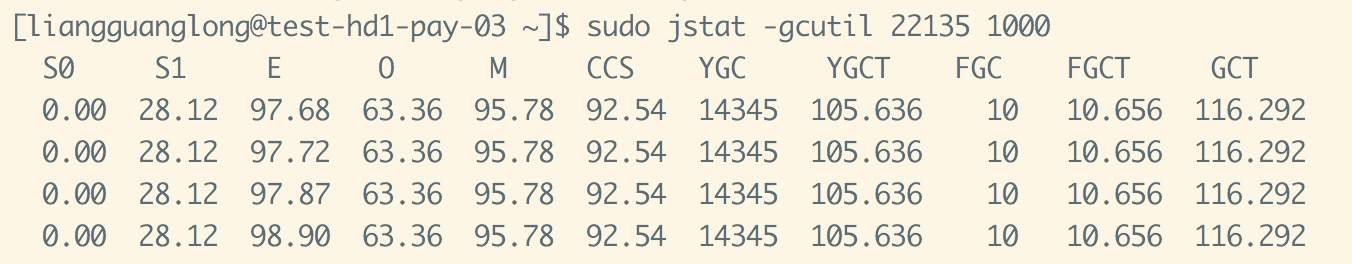 [liangguanglong@test-hd1-pay-03 ~]$ sudo jstat -gcutil 22135 1000
S0 S1 E O M CCS YGC YGCT FGC FGCT GCT
0.00 28.12 97.68 63.36 95.78 92.54 14345 105.636 10 10.656 116.292
0.00 28.12 97.72 63.36 95.78 92.54 14345 105.636 10 10.656 116.292
0.00 28.12 97.87 63.36 95.78 92.54 14345 105.636 10 10.656 116.292
0.00 28.12 98.90 63.36 95.78 92.54 14345 105.636 10 10.656 116.292